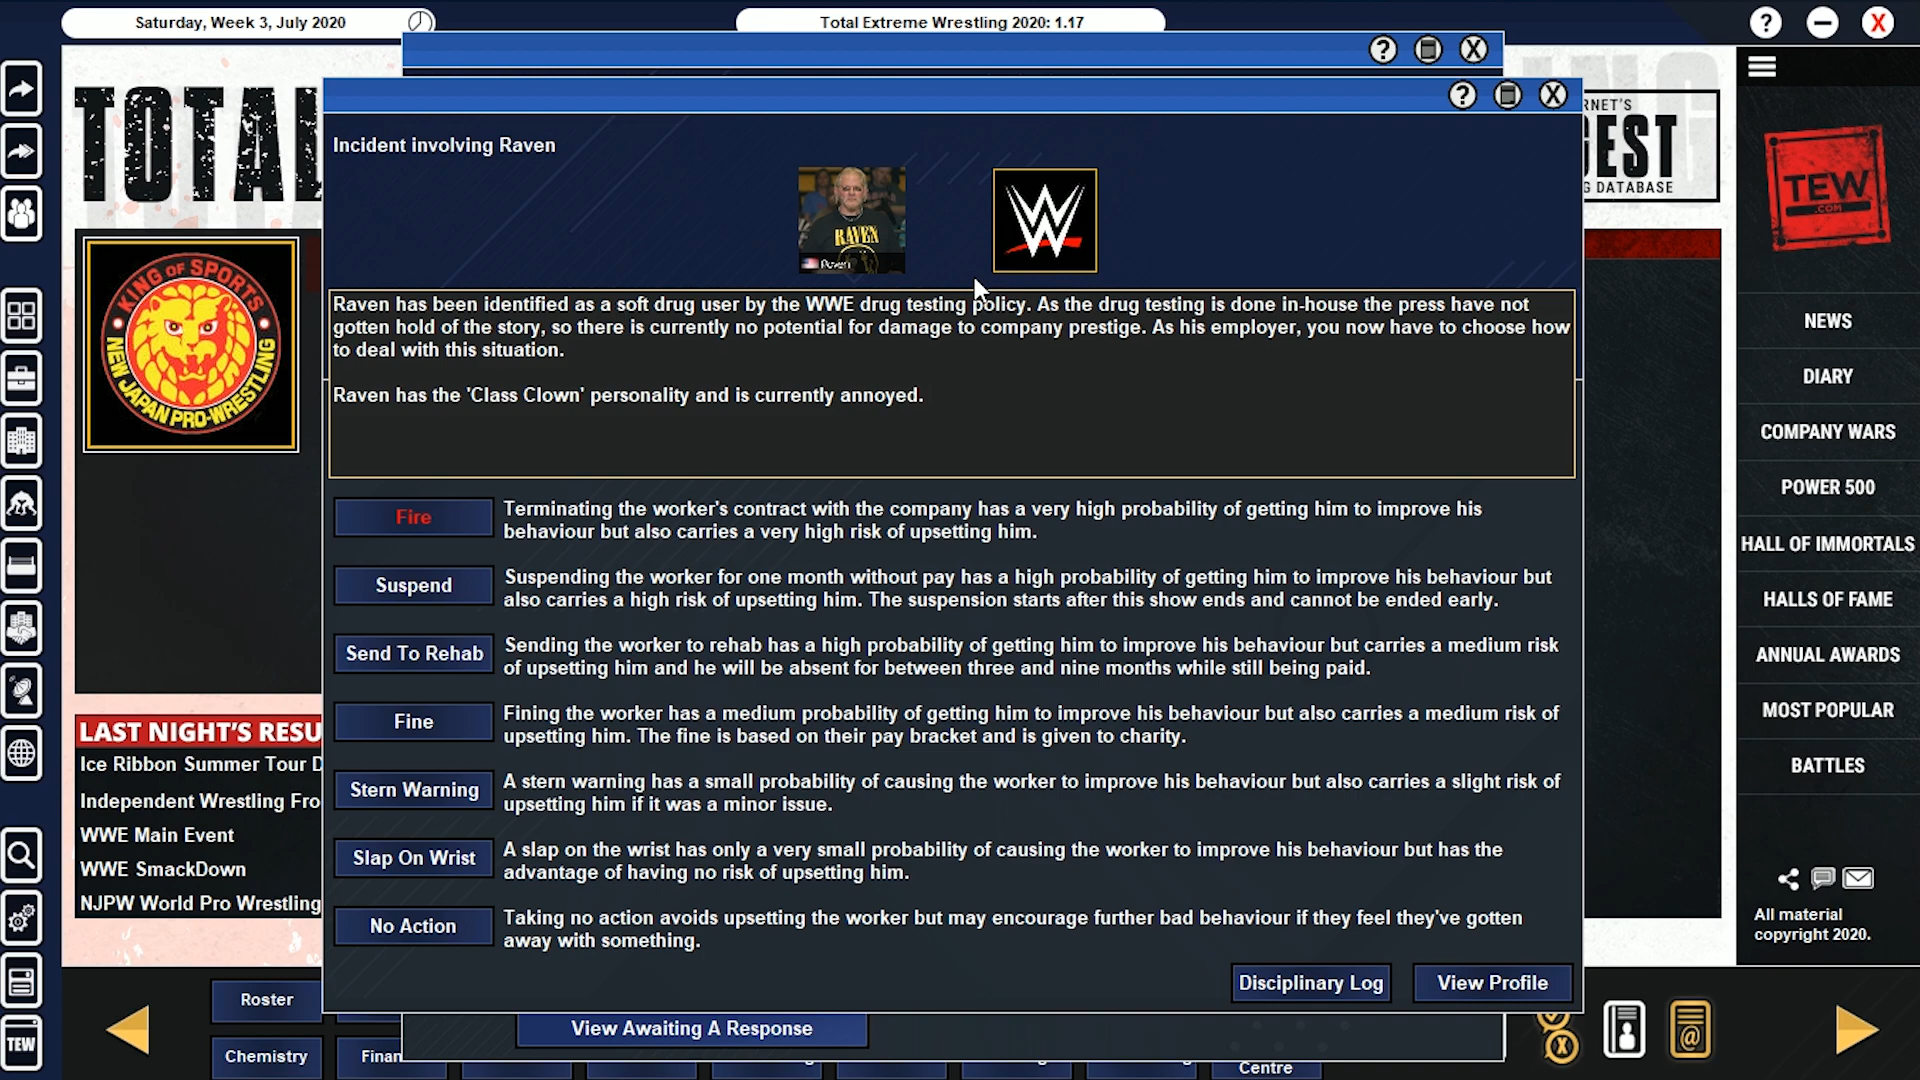 Saturday, Week 3, July 2020
Total Extreme Wrestling 2020: 1.17
?
X
? X
? X
TOTAL
RNET'S
EST
G DATABASE
Incident involving Raven
RAVEN
Raven
W
KING OF SPORTS
NEW JAPAN PRO-WRESTLING
Raven has been identified as a soft drug user by the WWE drug testing policy. As the drug testing is done in-house the press have not
gotten hold of the story, so there is currently no potential for damage to company prestige. As his employer, you now have to choose how
to deal with this situation.
Raven has the 'Class Clown' personality and is currently annoyed.
Fire
Terminating the worker's contract with the company has a very high probability of getting him to improve his
behaviour but also carries a very high risk of upsetting him.
Suspend
Suspending the worker for one month without pay has a high probability of getting him to improve his behaviour but
also carries a high risk of upsetting him. The suspension starts after this show ends and cannot be ended early.
Send To Rehab
Sending the worker to rehab has a high probability of getting him to improve his behaviour but carries a medium risk
of upsetting him and he will be absent for between three and nine months while still being paid.
Fine
Fining the worker has a medium probability of getting him to improve his behaviour but also carries a medium risk of
upsetting him. The fine is based on their pay bracket and is given to charity.
Stern Warning
A stern warning has a small probability of causing the worker to improve his behaviour but also carries a slight risk of
upsetting him if it was a minor issue.
Slap On Wrist
A slap on the wrist has only a very small probability of causing the worker to improve his behaviour but has the
advantage of having no risk of upsetting him.
No Action
Taking no action avoids upsetting the worker but may encourage further bad behaviour if they feel they've gotten
away with something.
Disciplinary Log
View Profile
View Awaiting A Response
LAST NIGHT'S RESU
Ice Ribbon Summer Tour D
Independent Wrestling Fro
WWE Main Event
WWE SmackDown
NJPW World Pro Wrestling
Roster
Chemistry
Finan
Centre
TEW
TEW
.COM
NEWS
DIARY
COMPANY WARS
POWER 500
HALL OF IMMORTALS
HALLS OF FAME
ANNUAL AWARDS
MOST POPULAR
BATTLES
All material
copyright 2020.